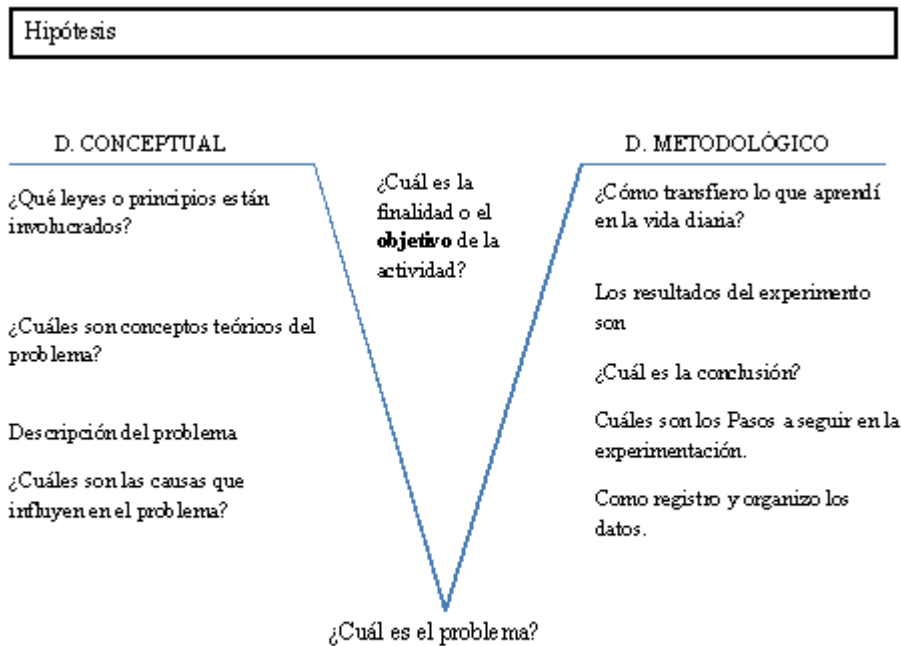 Hipótesis
D. CONCEPTUAL
¿Qué leyes o principios están
involucrados?
¿Cuáles son conceptos teóricos del
problema?
Descripción del problema
¿Cuáles son las causas que
influyen en el problema?
¿Cuál es la
finalidad o el
objetivo de la
actividad?
D. METODOLÓGICO
¿Cómo transfiero lo que aprendí
en la vida diaria?
Los resultados del experimento
son
¿Cuál es la conclusión?
Cuáles son los Pasos a seguir en la
experimentación.
Como registro y organizo los
datos.
¿Cuál es el problema?